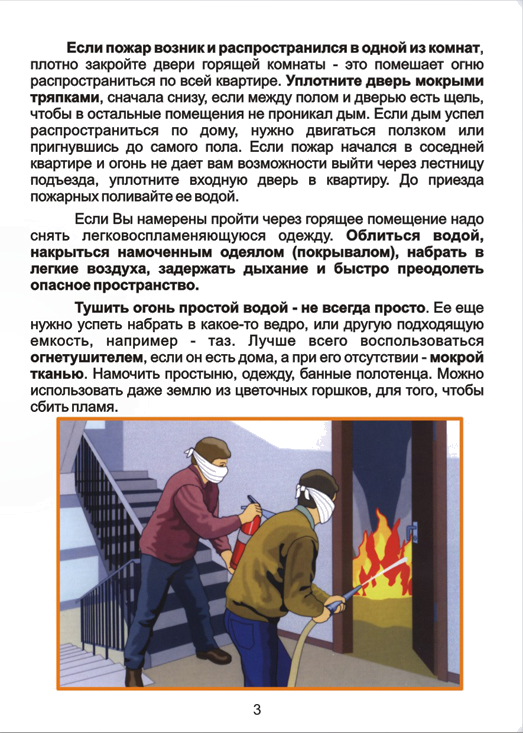 Если пожар возник и распространился в одной из комнат,
плотно закройте двери горящей комнаты - это помешает огню
распространиться по всей квартире. Уплотните дверь мокрыми
тряпками, сначала снизу, если между полом и дверью есть щель,
чтобы в остальные помещения не проникал дым. Если дым успел
распространиться по дому, нужно двигаться ползком или
пригнувшись до самого пола. Если пожар начался в соседней
квартире и огонь не дает вам возможности выйти через лестницу
подъезда, уплотните входную дверь в квартиру. До приезда
пожарных поливайте ее водой.
Если Вы намерены пройти через горящее помещение надо
снять легковоспламеняющуюся одежду. Облиться водой,
накрыться намоченным одеялом (покрывалом), набрать в
легкие воздуха, задержать дыхание и быстро преодолеть
опасное пространство.
Тушить огонь простой водой - не всегда просто. Ее еще
нужно успеть набрать в какое-то ведро, или другую подходящую
емкость, например - таз. Лучше всего воспользоваться
огнетушителем, если он есть дома, а при его отсутствии - мокрой
тканью. Намочить простыню, одежду, банные полотенца. Можно
использовать даже землю из цветочных горшков, для того, чтобы
сбить пламя.
3